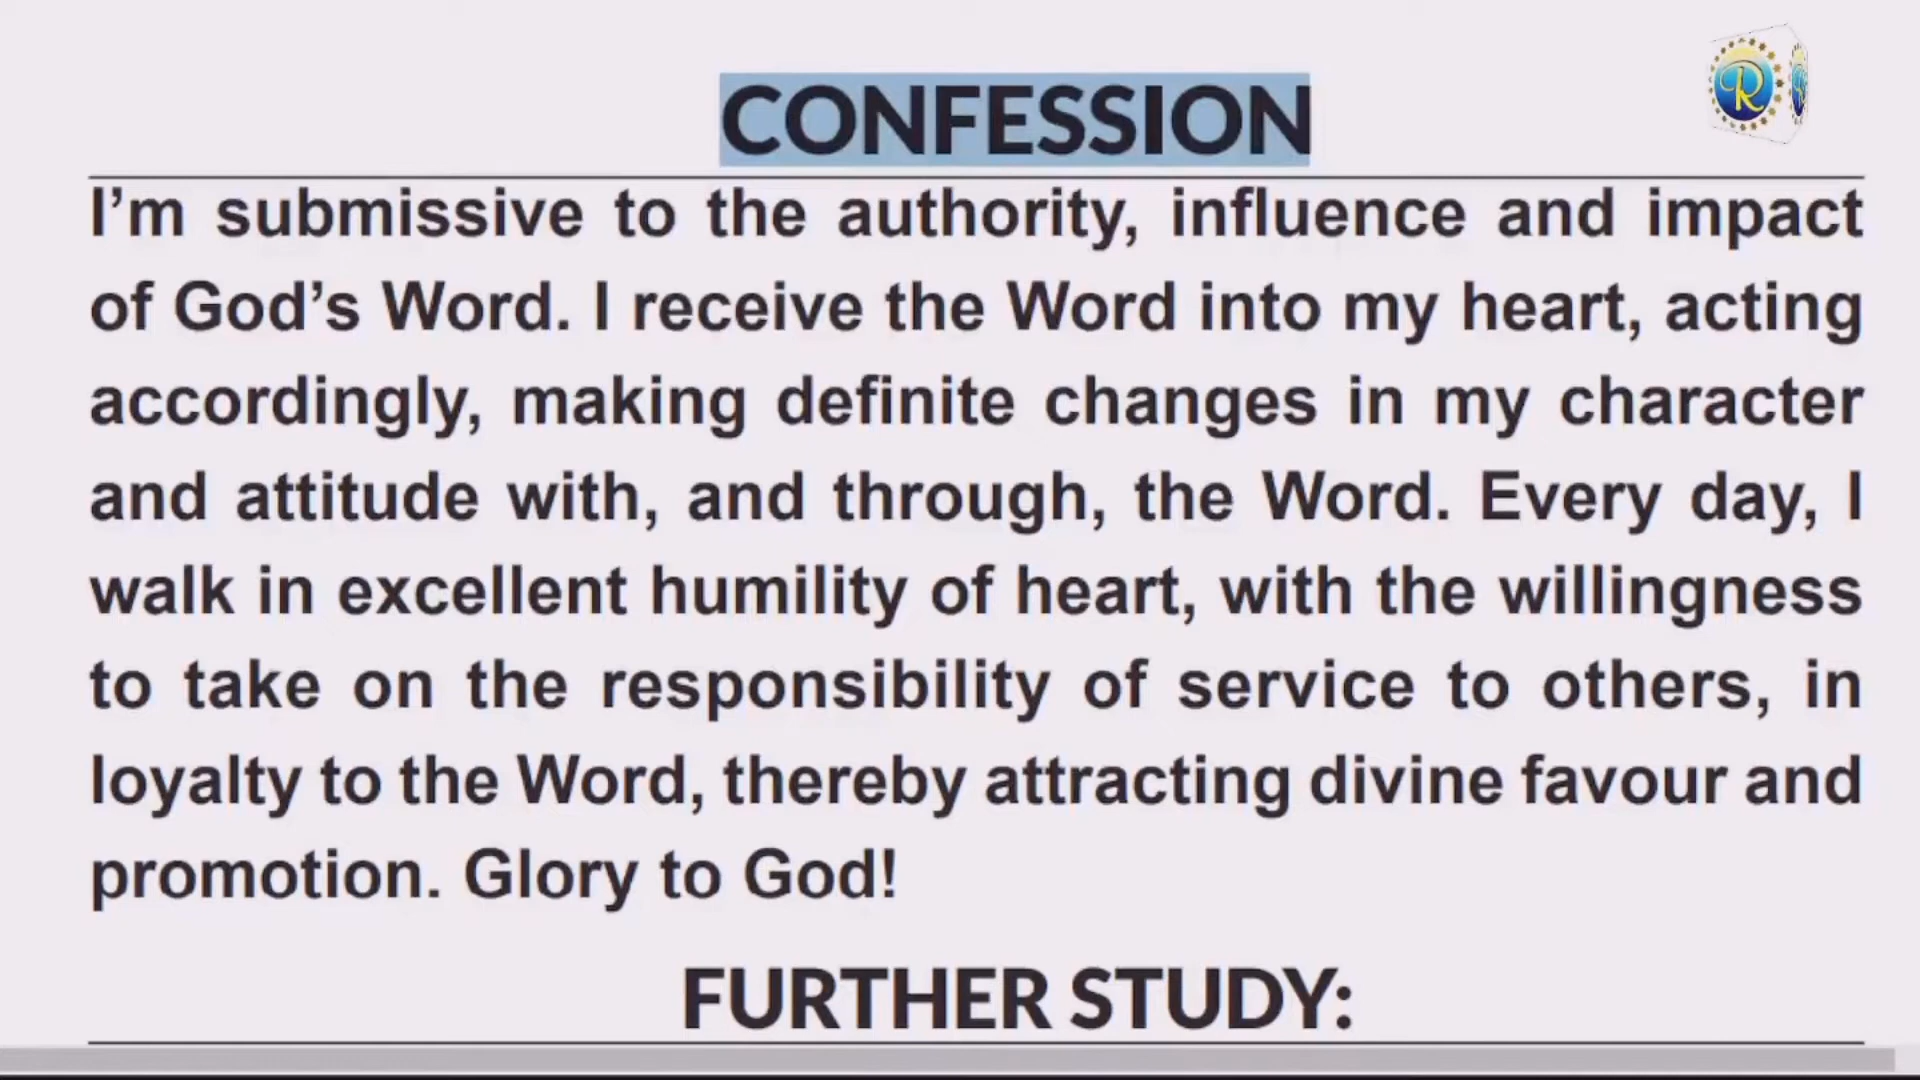 R
CONFESSION
I’m submissive to the authority, influence and impact
of God’s Word. I receive the Word into my heart, acting
accordingly, making definite changes in my character
and attitude with, and through, the Word. Every day, I
walk in excellent humility of heart, with the willingness
to take on the responsibility of service to others, in
loyalty to the Word, thereby attracting divine favour and
promotion. Glory to God!
FURTHER STUDY: